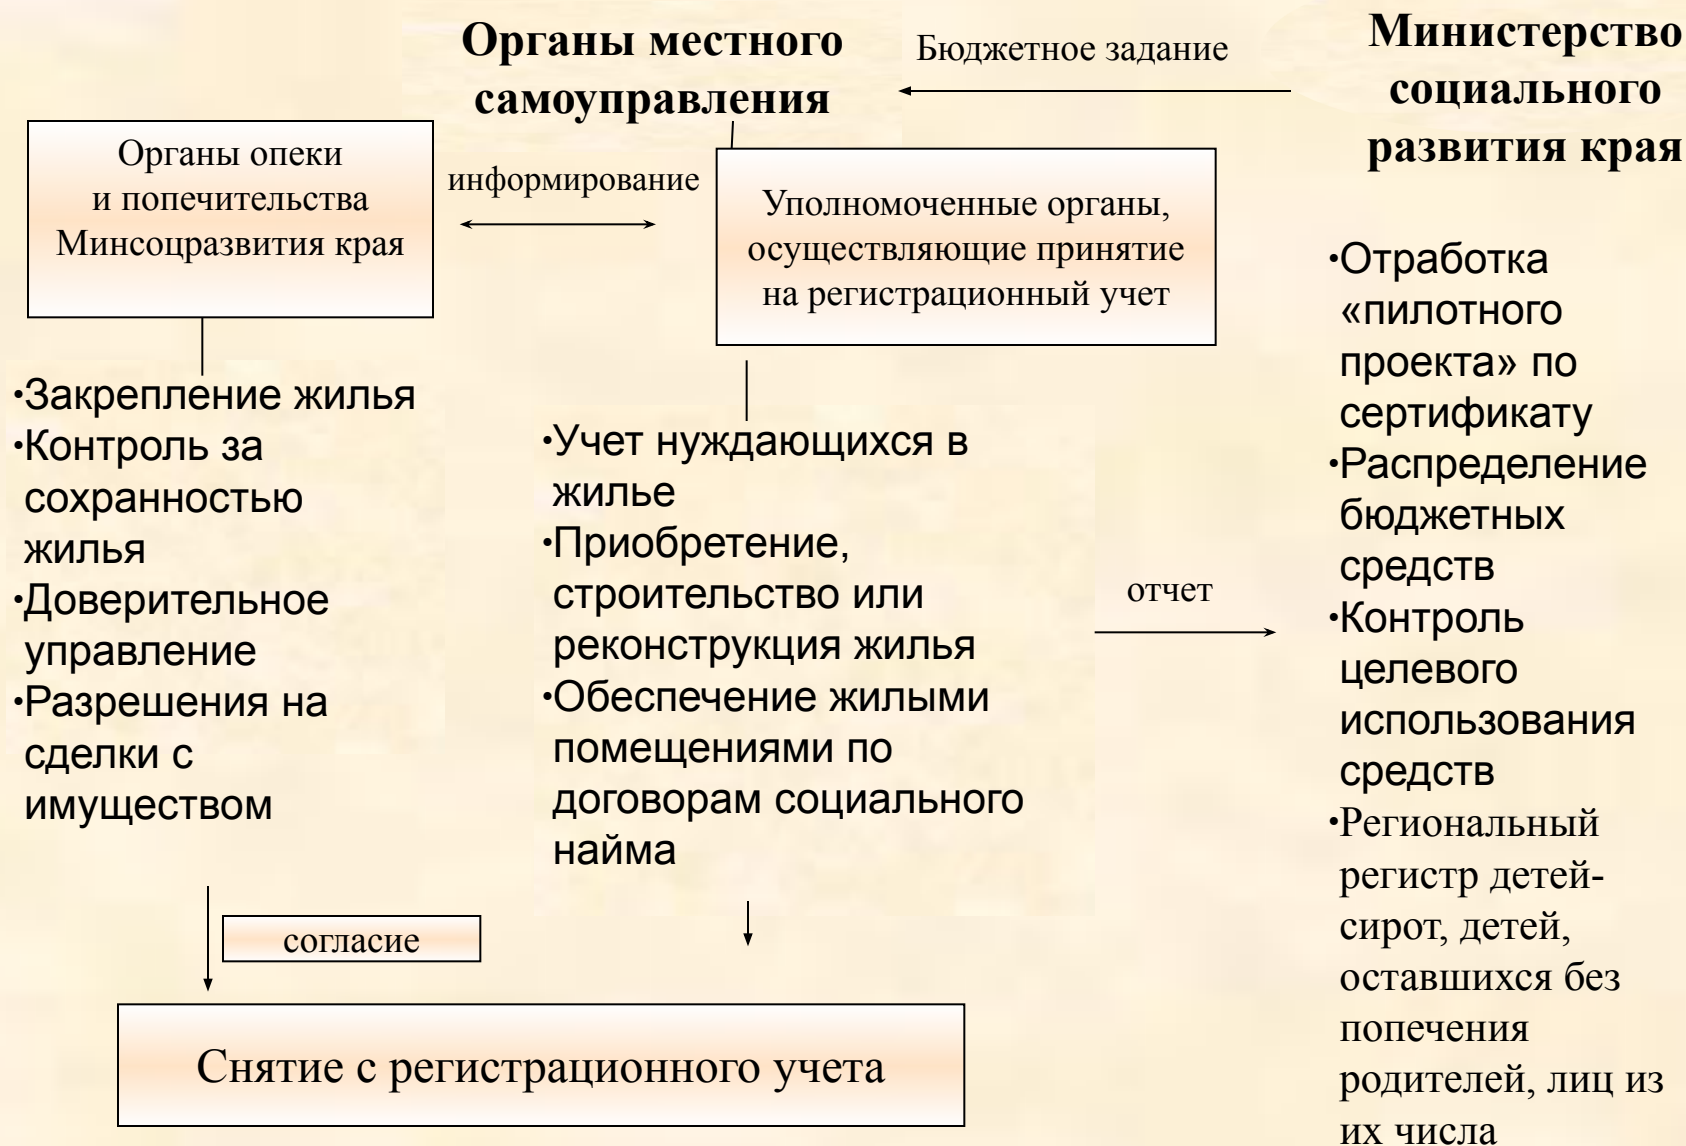 Органы местного
самоуправления
Бюджетное задание
Министерство
социального
развития края
Органы опеки
и попечительства
Минсоцразвития края
информирование
Уполномоченные органы,
осуществляющие принятие
на регистрационный учет
•Закрепление жилья
•Контроль за
сохранностью
жилья
•Доверительное
управление
•Разрешения на
сделки с
имуществом
•Учет нуждающихся в
жилье
•Приобретение,
строительство или
реконструкция жилья
•Обеспечение жилыми
помещениями по
договорам социального
найма
отчет
•Отработка
«пилотного
проекта» по
сертификату
•Распределение
бюджетных
средств
•Контроль
целевого
использования
средств
•Региональный
регистр детей-
сирот, детей,
оставшихся без
попечения
родителей, лиц из
их числа
согласие
Снятие с регистрационного учета